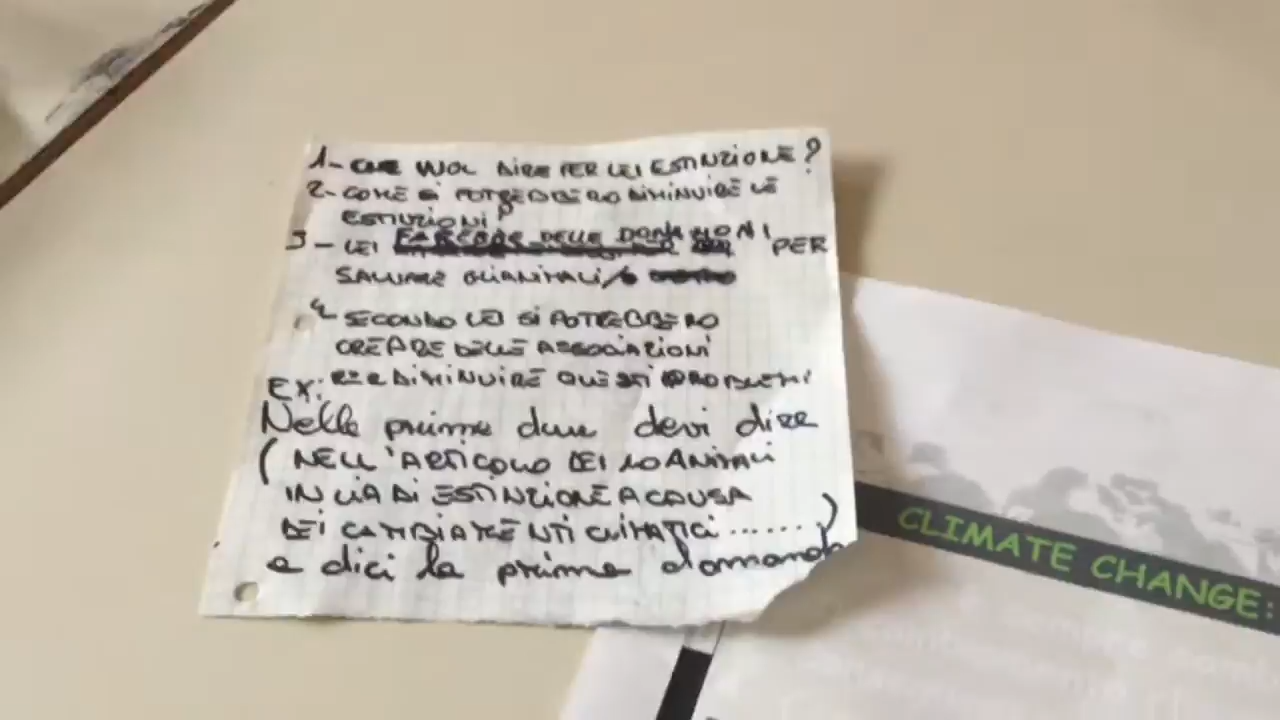 1- CHE VUOL DIRE PER LEI ESTINZIONE?
2- COME SI POTREBBERO DIMINUIRE LE
ESTINZIONI?
3- LEI FAREBBE DELLE DONAZIONI PER
SALVARE GLI ANIMALI
4- SECONDO LEI SI POTREBBERO
CREARE DELLE ASSOCIAZIONI
PER DIMINUIRE QUESTI PROBLEMI
EX:
Nelle prime due devi dire
(NELL'ARTICOLO DEI 10 ANIMALI
IN VIA DI ESTINZIONE A CAUSA
DEI CAMBIAMENTI CLIMATICI .......)
e dici la prima domanda
CLIMATE CHANGE: